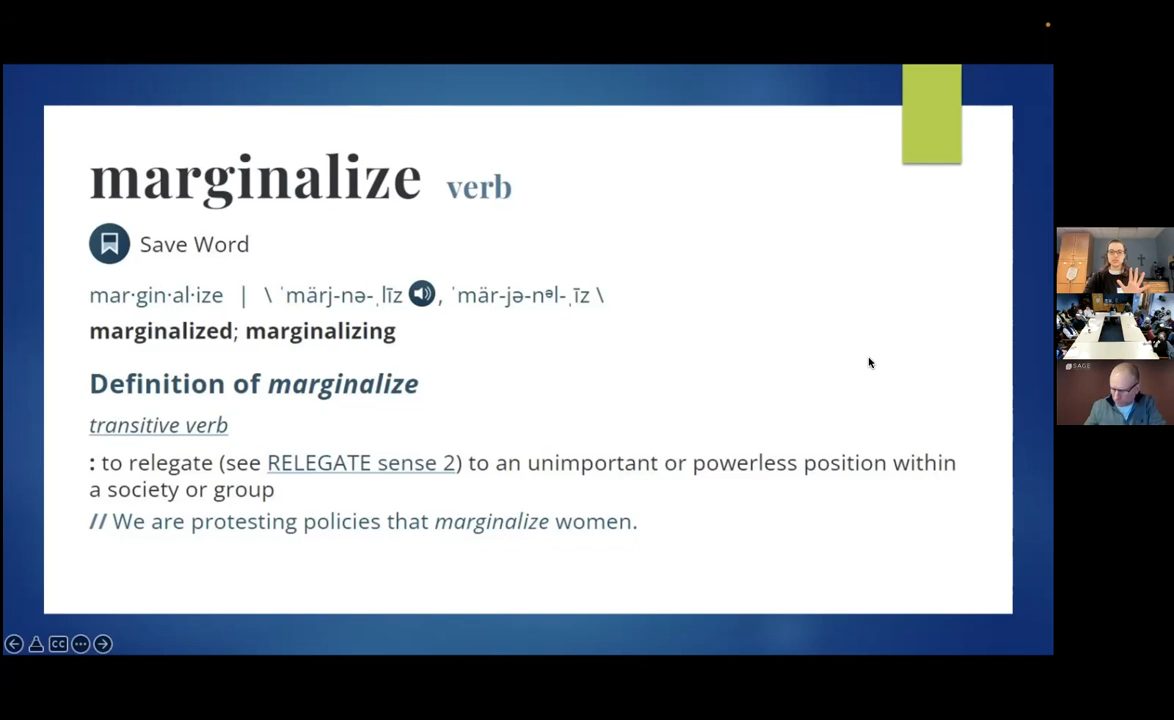 marginalize verb
Save Word
mar·gin·al·ize | \ ˈmärj-nə-ˌlīz , ˈmär-jə-nᵊl-ˌīz \
marginalized; marginalizing
Definition of marginalize
transitive verb
: to relegate (see RELEGATE sense 2) to an unimportant or powerless position within
a society or group
// We are protesting policies that marginalize women.
CC
SAGE